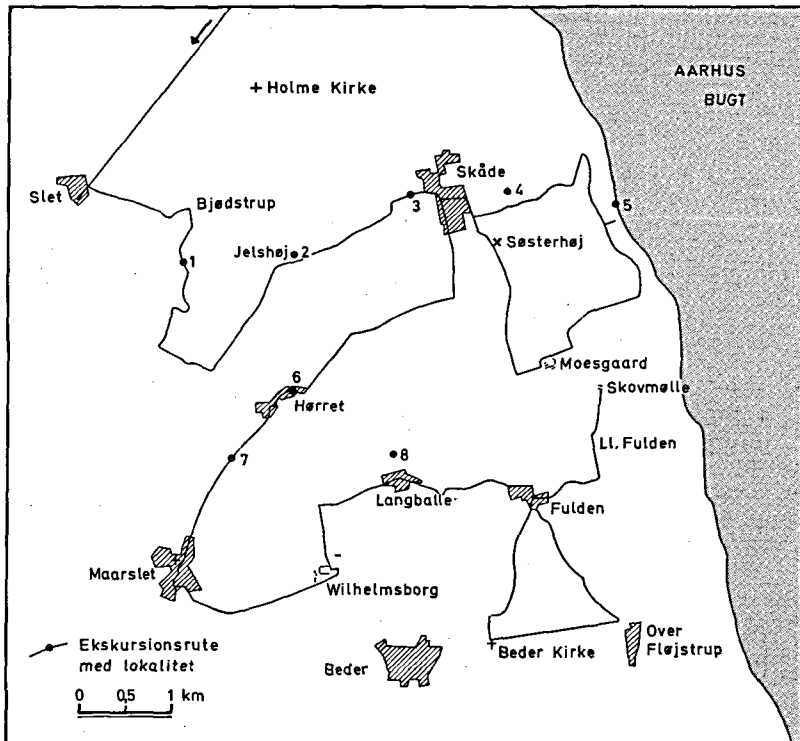 AARHUS
BUGT
+ Holme Kirke
Skåde
Slet
Bjødstrup
3
4
5
1
Jelshøj
2
× Søsterhøj
Moesgaard
Skovmølle
6
Hørret
Ll. Fulden
7
8
Langballe
Fulden
Maarslet
Wilhelmsborg
Ekskursionsrute
med lokalitet
0 0,5 1 km
Beder
Beder Kirke
Over
Fløjstrup